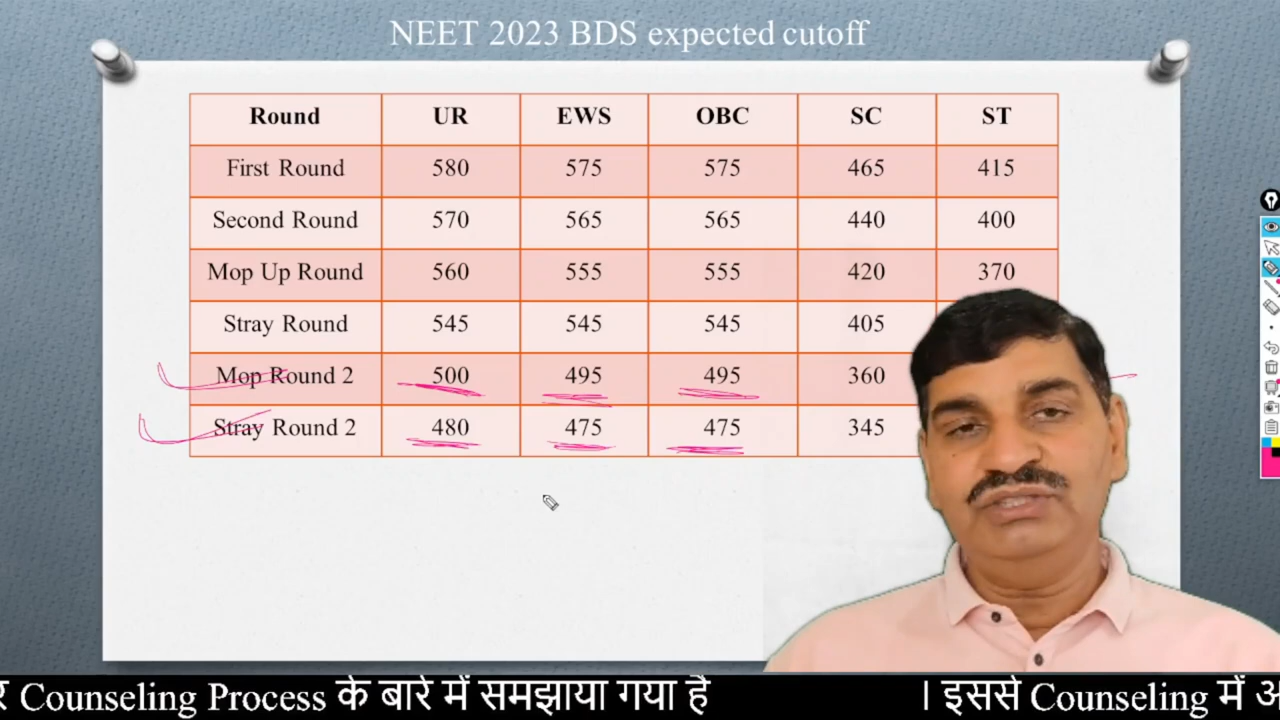 NEET 2023 BDS expected cutoff
Round UR EWS OBC SC ST
First Round 580 575 575 465 415
Second Round 570 565 565 440 400
Mop Up Round 560 555 555 420 370
Stray Round 545 545 545 405
Mop Round 2 500 495 495 360
Stray Round 2 480 475 475 345
Counseling Process के बारे में समझाया गया है । इससे Counseling में